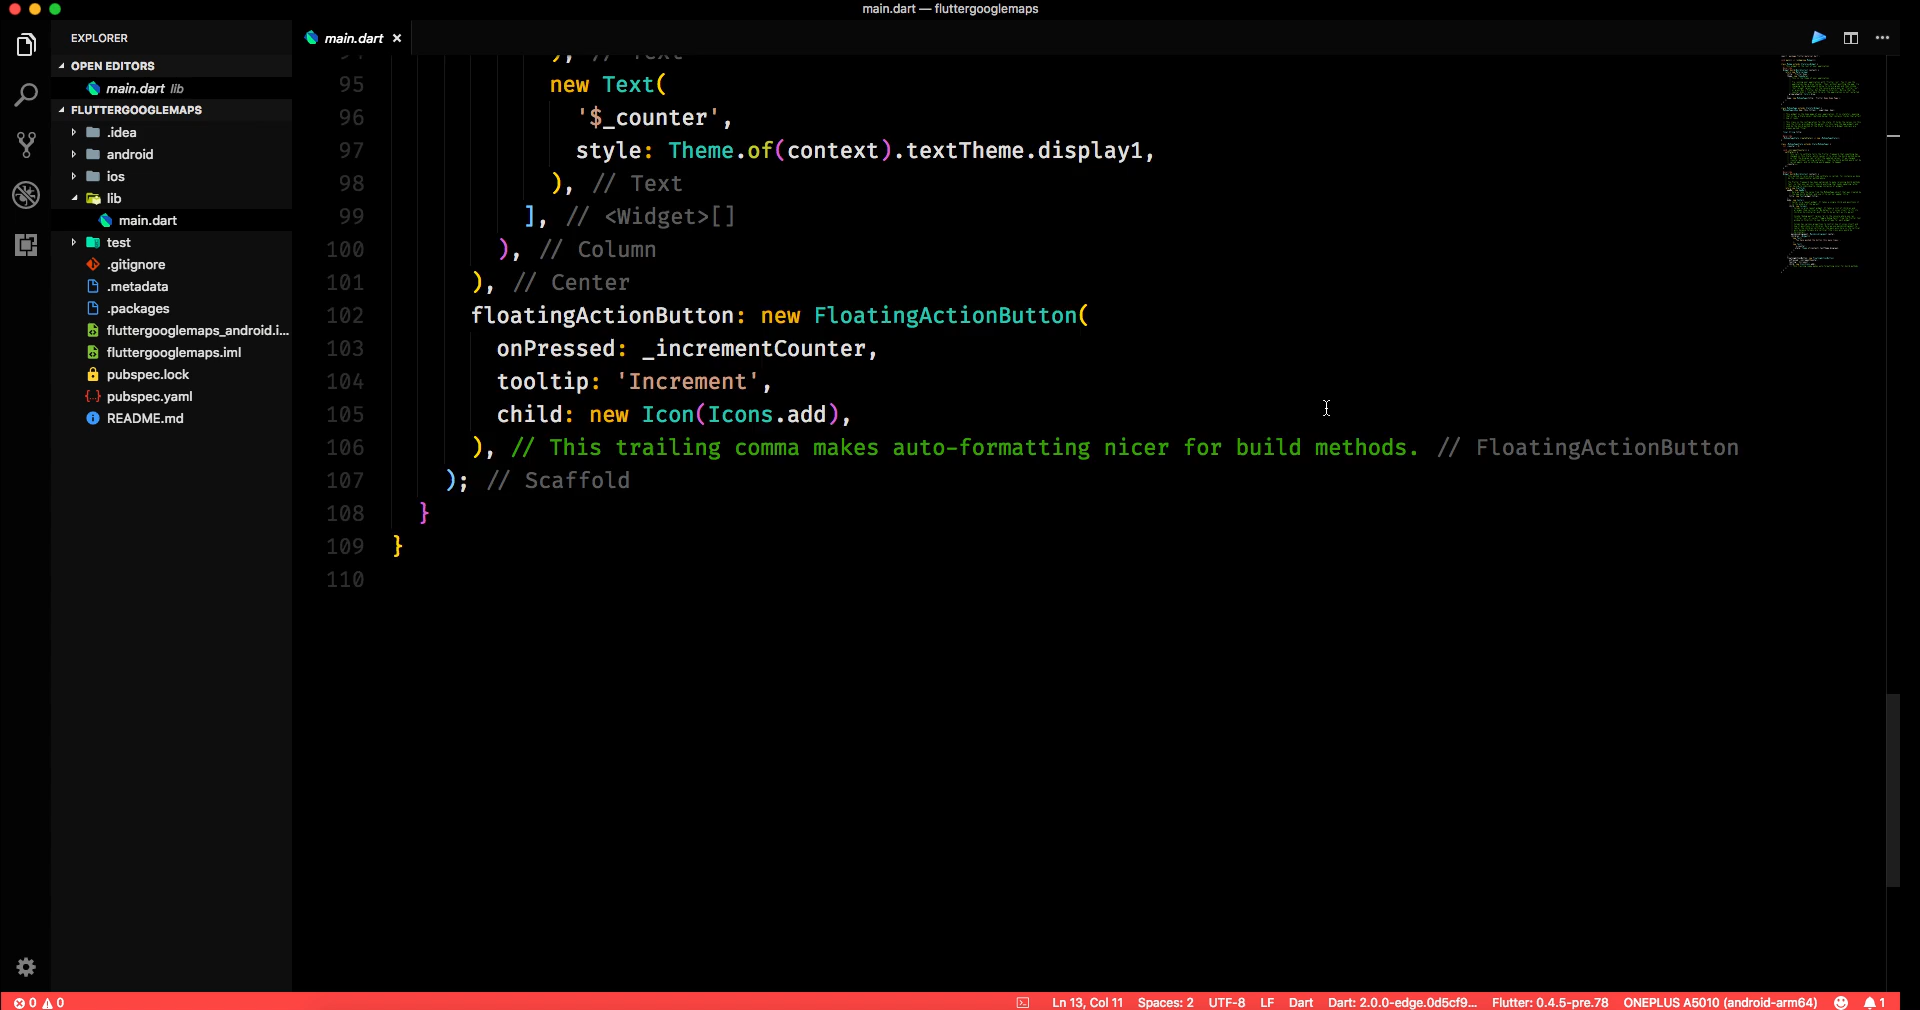 main.dart — fluttergooglemaps
EXPLORER
OPEN EDITORS
main.dart lib
FLUTTERGOOGLEMAPS
.idea
android
ios
lib
main.dart
test
.gitignore
.metadata
.packages
fluttergooglemaps_android.i...
fluttergooglemaps.iml
pubspec.lock
pubspec.yaml
README.md
main.dart
94 ), // Text
95 new Text(
96 '$_counter',
97 style: Theme.of(context).textTheme.display1,
98 ), // Text
99 ], // <Widget>[]
100 ), // Column
101 ), // Center
102 floatingActionButton: new FloatingActionButton(
103 onPressed: _incrementCounter,
104 tooltip: 'Increment',
105 child: new Icon(Icons.add),
106 ), // This trailing comma makes auto-formatting nicer for build methods. // FloatingActionButton
107 ); // Scaffold
108 }
109 }
110
0 0 Ln 13, Col 11 Spaces: 2 UTF-8 LF Dart Dart: 2.0.0-edge.0d5cf9... Flutter: 0.4.5-pre.78 ONEPLUS A5010 (android-arm64) 1